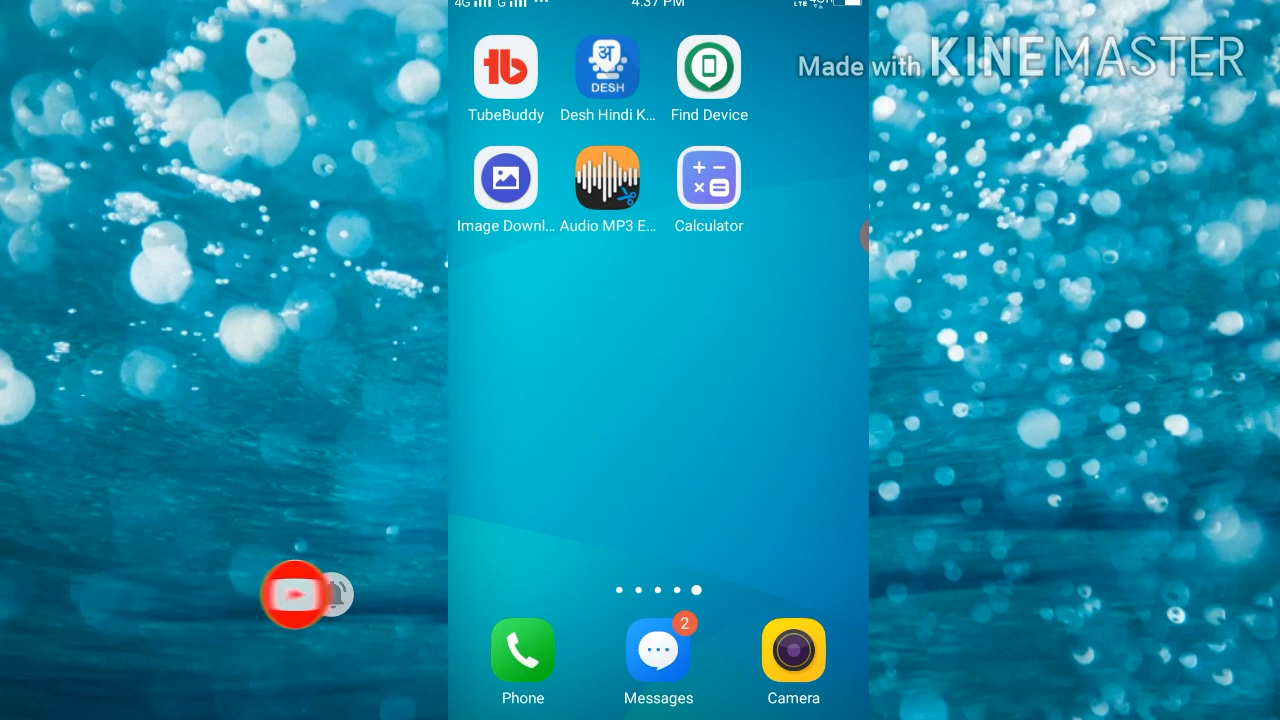 4G G 4:37 PM
Made with KINEMASTER
TubeBuddy Desh Hindi K... Find Device
अ
DESH
Image Downl... Audio MP3 E... Calculator
2
Phone Messages Camera